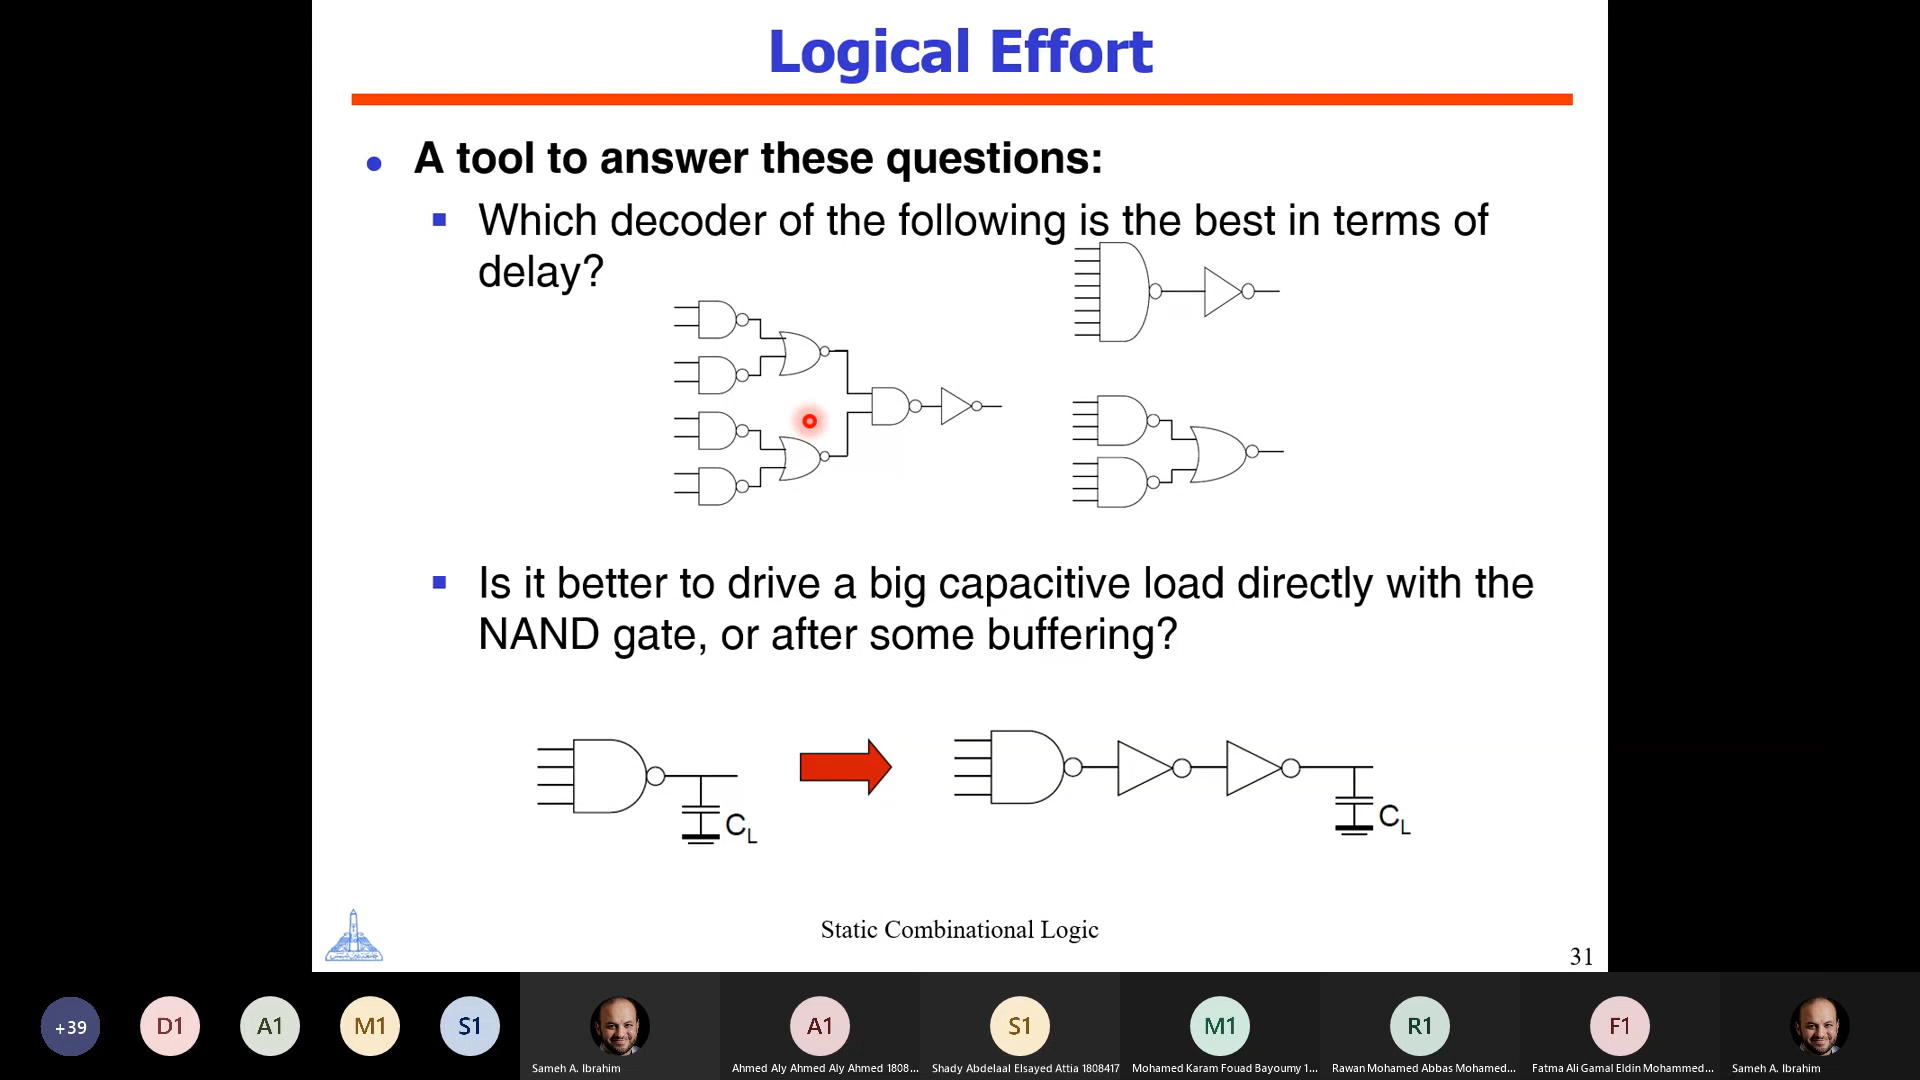 Logical Effort
A tool to answer these questions:
Which decoder of the following is the best in terms of
delay?
Is it better to drive a big capacitive load directly with the
NAND gate, or after some buffering?
CL
CL
Static Combinational Logic
31
+39
D1
A1
M1
S1
A1
S1
M1
R1
F1
Sameh A. Ibrahim
Ahmed Aly Ahmed Aly Ahmed 1808...
Shady Abdelaal Elsayed Attia 1808417
Mohamed Karam Fouad Bayoumy 1...
Rawan Mohamed Abbas Mohamed...
Fatma Ali Gamal Eldin Mohammed...
Sameh A. Ibrahim